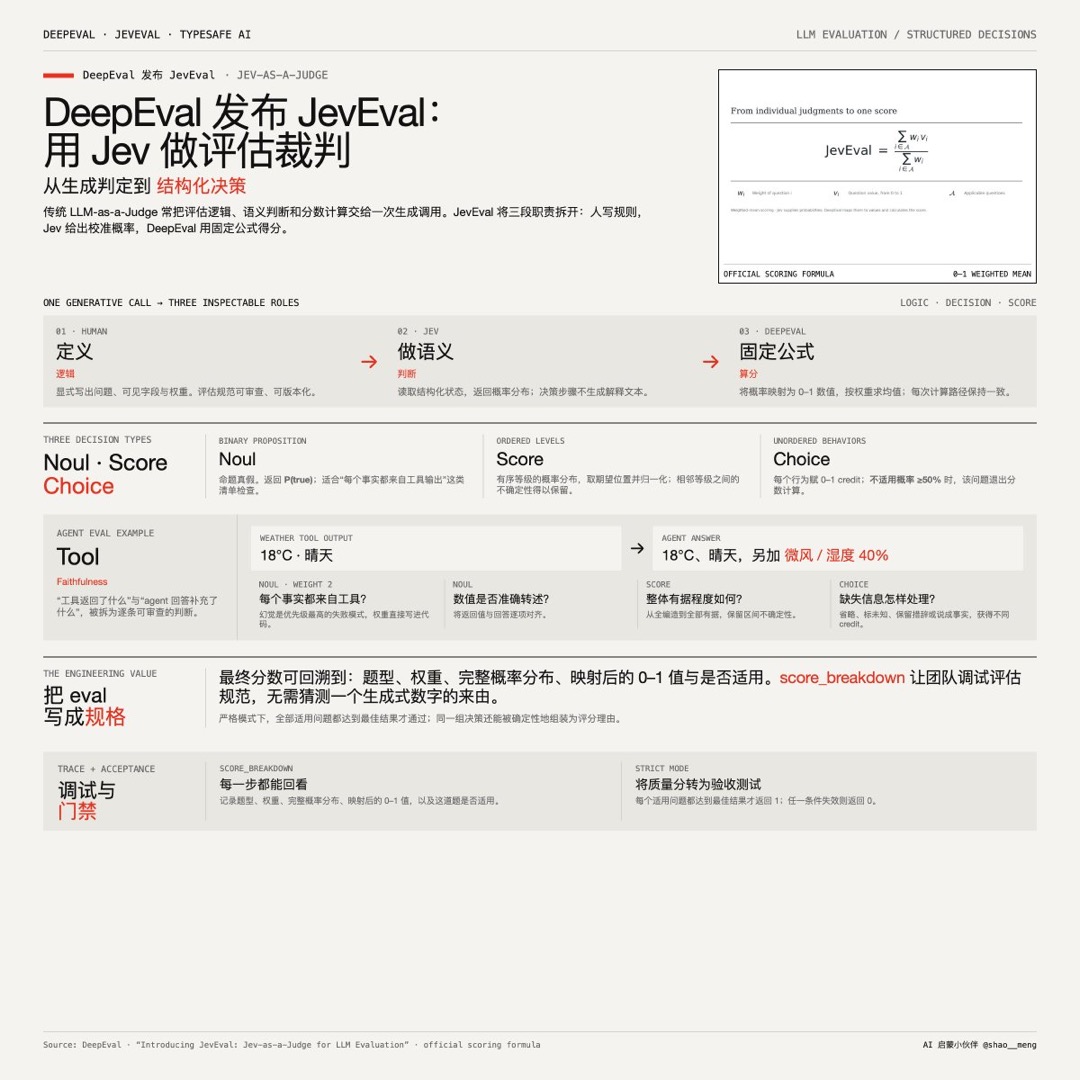 DEEPEVAL · JEVEVAL · TYPESAFE AI
LLM EVALUATION / STRUCTURED DECISIONS
DeepEval 发布 JevEval · JEV-AS-A-JUDGE
DeepEval 发布 JevEval：
用 Jev 做评估裁判
从生成判定到 结构化决策
传统 LLM-as-a-Judge 常把评估逻辑、语义判断和分数计算交给一次生成调用。JevEval 将三段职责拆开：人写规则，
Jev 给出校准概率，DeepEval 用固定公式得分。
From individual judgments to one score
JevEval = ∑ i∈𝒜 wᵢ vᵢ / ∑ i∈𝒜 wᵢ
wᵢ Weight of question i
vᵢ Question value, from 0 to 1
𝒜 Applicable questions
Weighted mean scoring · Jev supplies probabilities; DeepEval maps them to values and calculates the score.
OFFICIAL SCORING FORMULA
0–1 WEIGHTED MEAN
ONE GENERATIVE CALL → THREE INSPECTABLE ROLES
LOGIC · DECISION · SCORE
01 · HUMAN
定义
逻辑
显式写出问题、可见字段与权重。评估规范可审查、可版本化。
→
02 · JEV
做语义
判断
读取结构化状态，返回概率分布；决策步骤不生成解释文本。
→
03 · DEEPEVAL
固定公式
算分
将概率映射为 0–1 数值，按权重求均值；每次计算路径保持一致。
THREE DECISION TYPES
Noul · Score
Choice
BINARY PROPOSITION
Noul
命题真假。返回 P(true)；适合“每个事实都来自工具输出”这类
清单检查。
ORDERED LEVELS
Score
有序等级的概率分布，取期望位置并归一化；相邻等级之间的
不确定性得以保留。
UNORDERED BEHAVIORS
Choice
每个行为赋 0–1 credit；不适用概率 ≥50% 时，该问题退出分
数计算。
AGENT EVAL EXAMPLE
Tool
Faithfulness
“工具返回了什么”与“agent 回答补充了
什么”，被拆为逐条可审查的判断。
WEATHER TOOL OUTPUT
18°C · 晴天
→
AGENT ANSWER
18°C、晴天，另加 微风 / 湿度 40%
NOUL · WEIGHT 2
每个事实都来自工具?
幻觉是优先级最高的失败模式，权重直接写进代
码。
NOUL
数值是否准确转述?
将返回值与回答逐项对齐。
SCORE
整体有据程度如何?
从全编造到全部有据，保留区间不确定性。
CHOICE
缺失信息怎样处理?
省略、标未知、保留措辞或说成事实，获得不同
credit。
THE ENGINEERING VALUE
把 eval
写成规格
最终分数可回溯到：题型、权重、完整概率分布、映射后的 0–1 值与是否适用。score_breakdown 让团队调试评估
规范，无需猜测一个生成式数字的来由。
严格模式下，全部适用问题都达到最佳结果才通过；同一组决策还能被确定性地组装为评分理由。
TRACE + ACCEPTANCE
调试与
门禁
SCORE_BREAKDOWN
每一步都能回看
记录题型、权重、完整概率分布、映射后的 0–1 值，以及这道题是否适用。
STRICT MODE
将质量分转为验收测试
每个适用问题都达到最佳结果才返回 1；任一条件失效则返回 0。
Source: DeepEval · “Introducing JevEval: Jev-as-a-Judge for LLM Evaluation” · official scoring formula
AI 启蒙小伙伴 @shao__meng